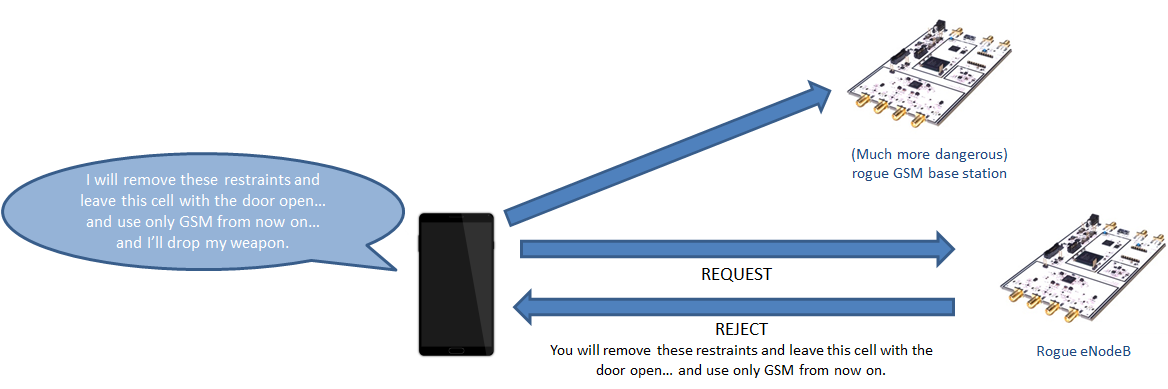 I will remove these restraints and
leave this cell with the door open…
and use only GSM from now on…
and I’ll drop my weapon.
(Much more dangerous)
rogue GSM base station
REQUEST
REJECT
You will remove these restraints and leave this cell with the
door open… and use only GSM from now on.
Rogue eNodeB